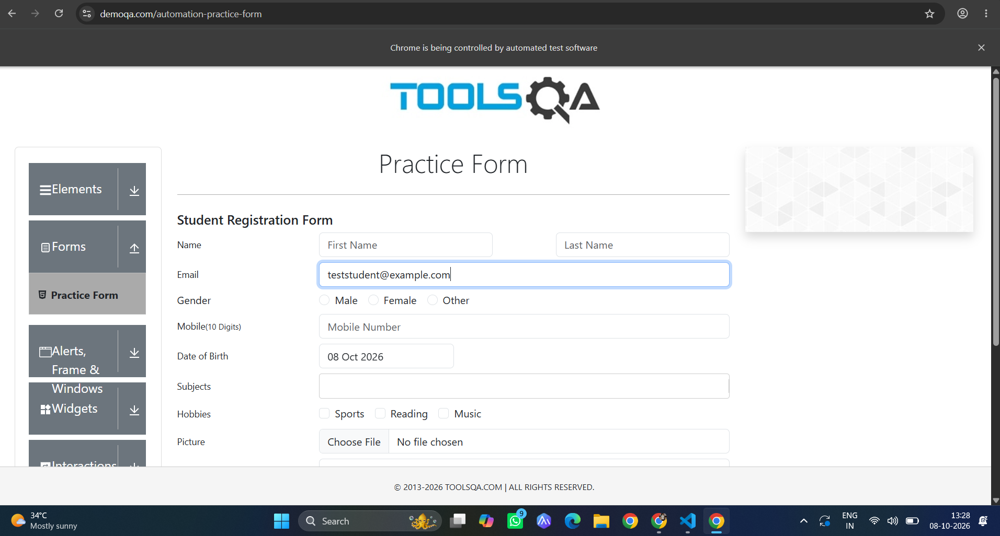 demoqa.com/automation-practice-form
Chrome is being controlled by automated test software
TOOLSQA
Elements
Forms
Practice Form
Alerts,
Frame &
Windows
Widgets
Interactions
Practice Form
Student Registration Form
Name
First Name
Last Name
Email
teststudent@example.com
Gender
Male
Female
Other
Mobile(10 Digits)
Mobile Number
Date of Birth
08 Oct 2026
Subjects
Hobbies
Sports
Reading
Music
Picture
Choose File
No file chosen
© 2013-2026 TOOLSQA.COM | ALL RIGHTS RESERVED.
34°C
Mostly sunny
Search
9
ENG
IN
13:28
08-10-2026